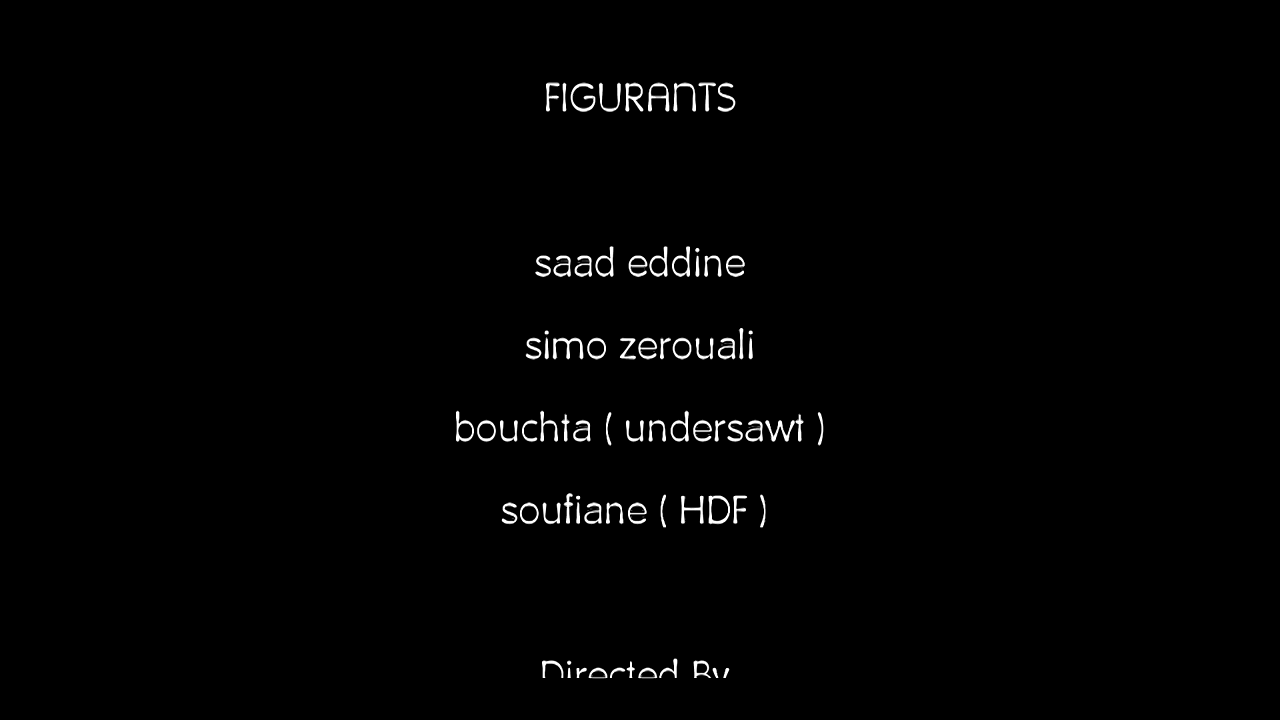 FIGURANTS
saad eddine
simo zerouali
bouchta ( undersawt )
soufiane ( HDF )
Directed By